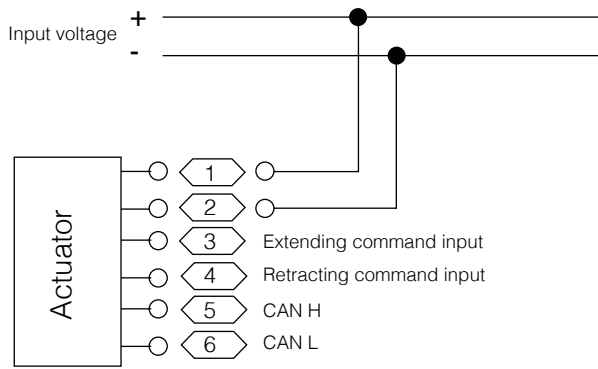 Input voltage +
-
Actuator
1
2
3 Extending command input
4 Retracting command input
5 CAN H
6 CAN L